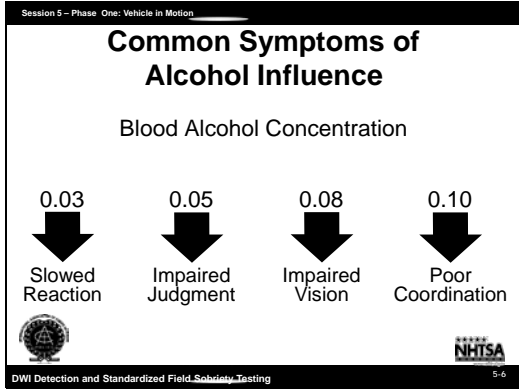 Session 5 – Phase One: Vehicle in Motion
Common Symptoms of
Alcohol Influence
Blood Alcohol Concentration
0.03 0.05 0.08 0.10
Slowed Impaired Impaired Poor
Reaction Judgment Vision Coordination
NHTSA
DWI Detection and Standardized Field Sobriety Testing
5-6